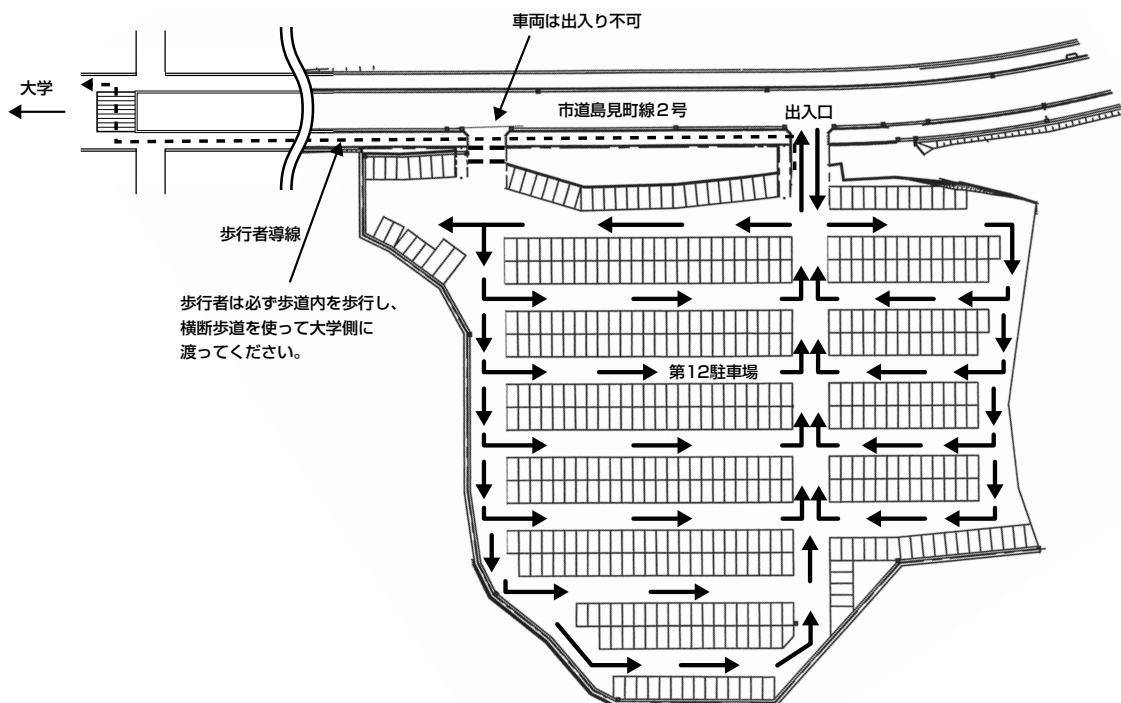 車両は出入り不可
大学
市道島見町線２号
出入口
歩行者導線
歩行者は必ず歩道内を歩行し、
横断歩道を使って大学側に
渡ってください。
第12駐車場